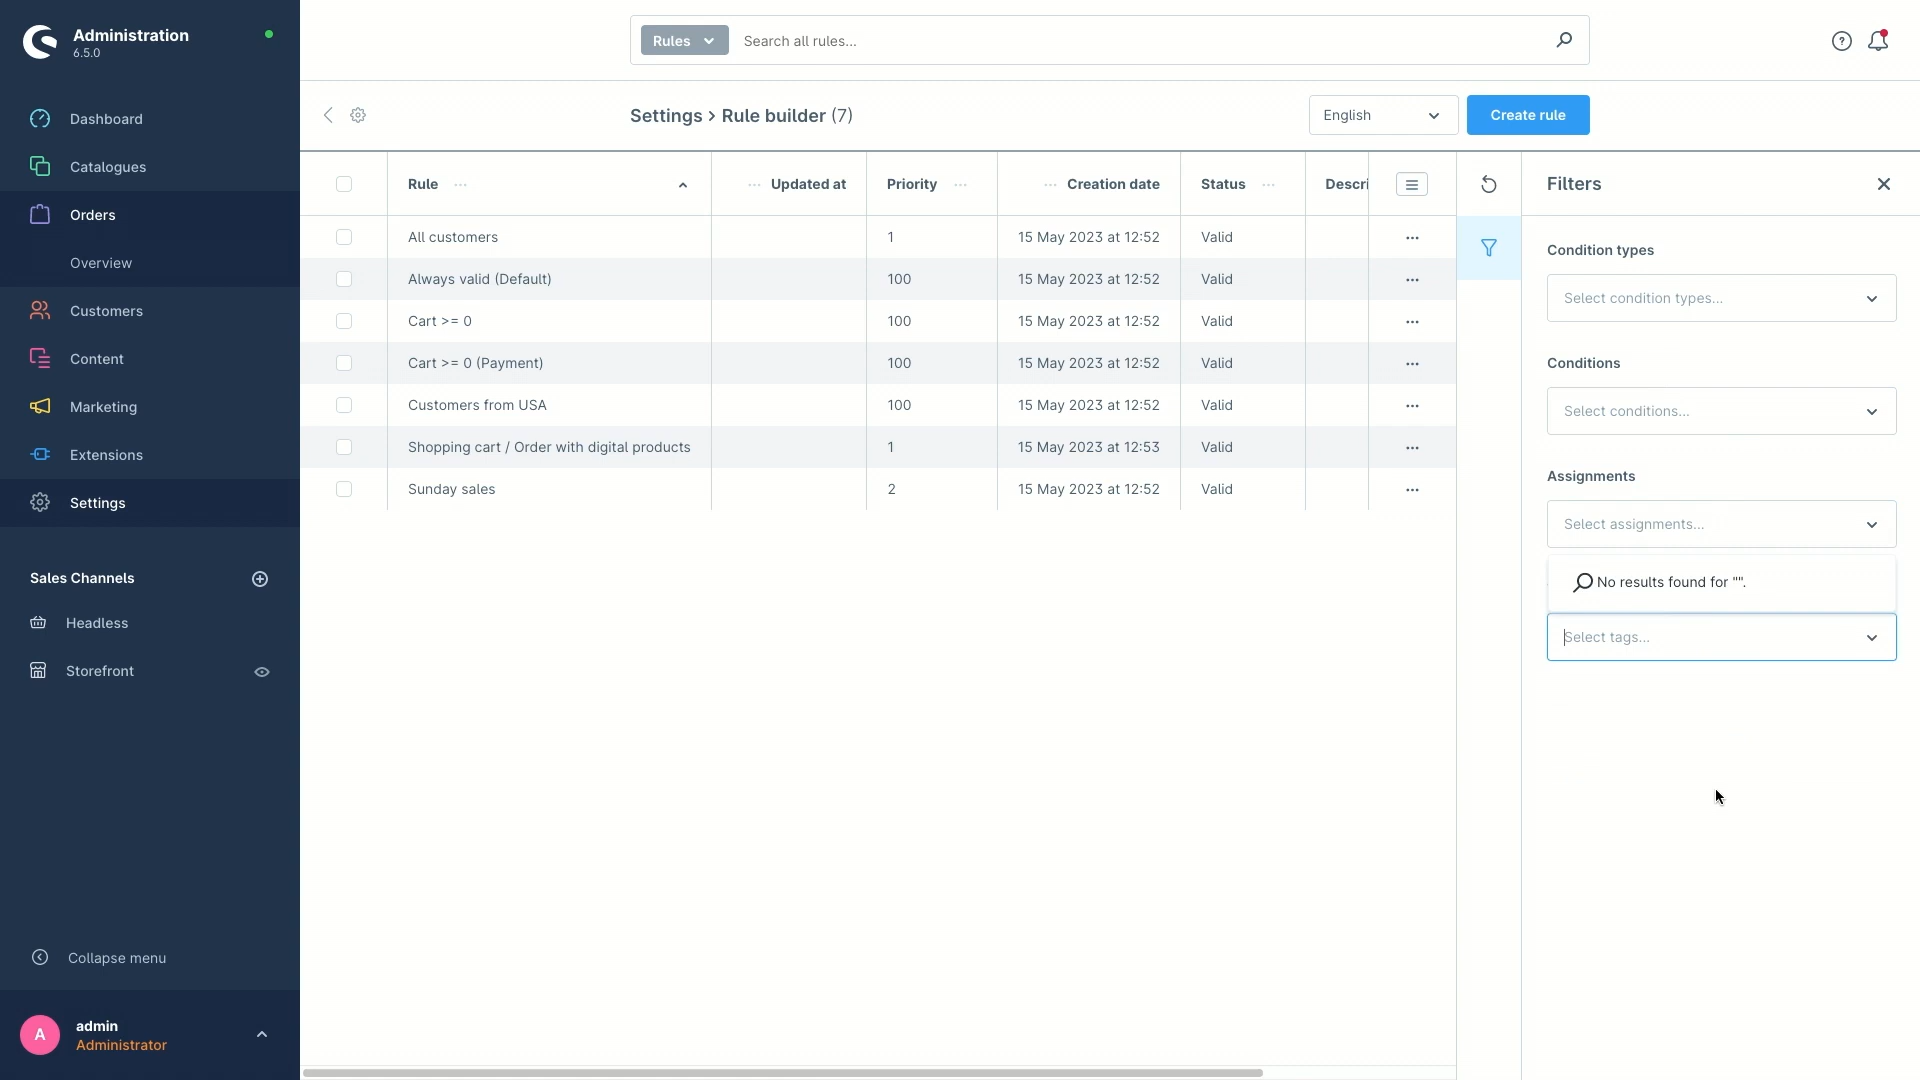 Administration
6.5.0
Dashboard
Catalogues
Orders
Overview
Customers
Content
Marketing
Extensions
Settings
Sales Channels
Headless
Storefront
Collapse menu
A
admin
Administrator
Rules
Search all rules...
Settings > Rule builder (7)
English
Create rule
Rule
Updated at
Priority
Creation date
Status
Descri
All customers 1 15 May 2023 at 12:52 Valid
Always valid (Default) 100 15 May 2023 at 12:52 Valid
Cart >= 0 100 15 May 2023 at 12:52 Valid
Cart >= 0 (Payment) 100 15 May 2023 at 12:52 Valid
Customers from USA 100 15 May 2023 at 12:52 Valid
Shopping cart / Order with digital products 1 15 May 2023 at 12:53 Valid
Sunday sales 2 15 May 2023 at 12:52 Valid
Filters
Condition types
Select condition types...
Conditions
Select conditions...
Assignments
Select assignments...
No results found for "".
Select tags...